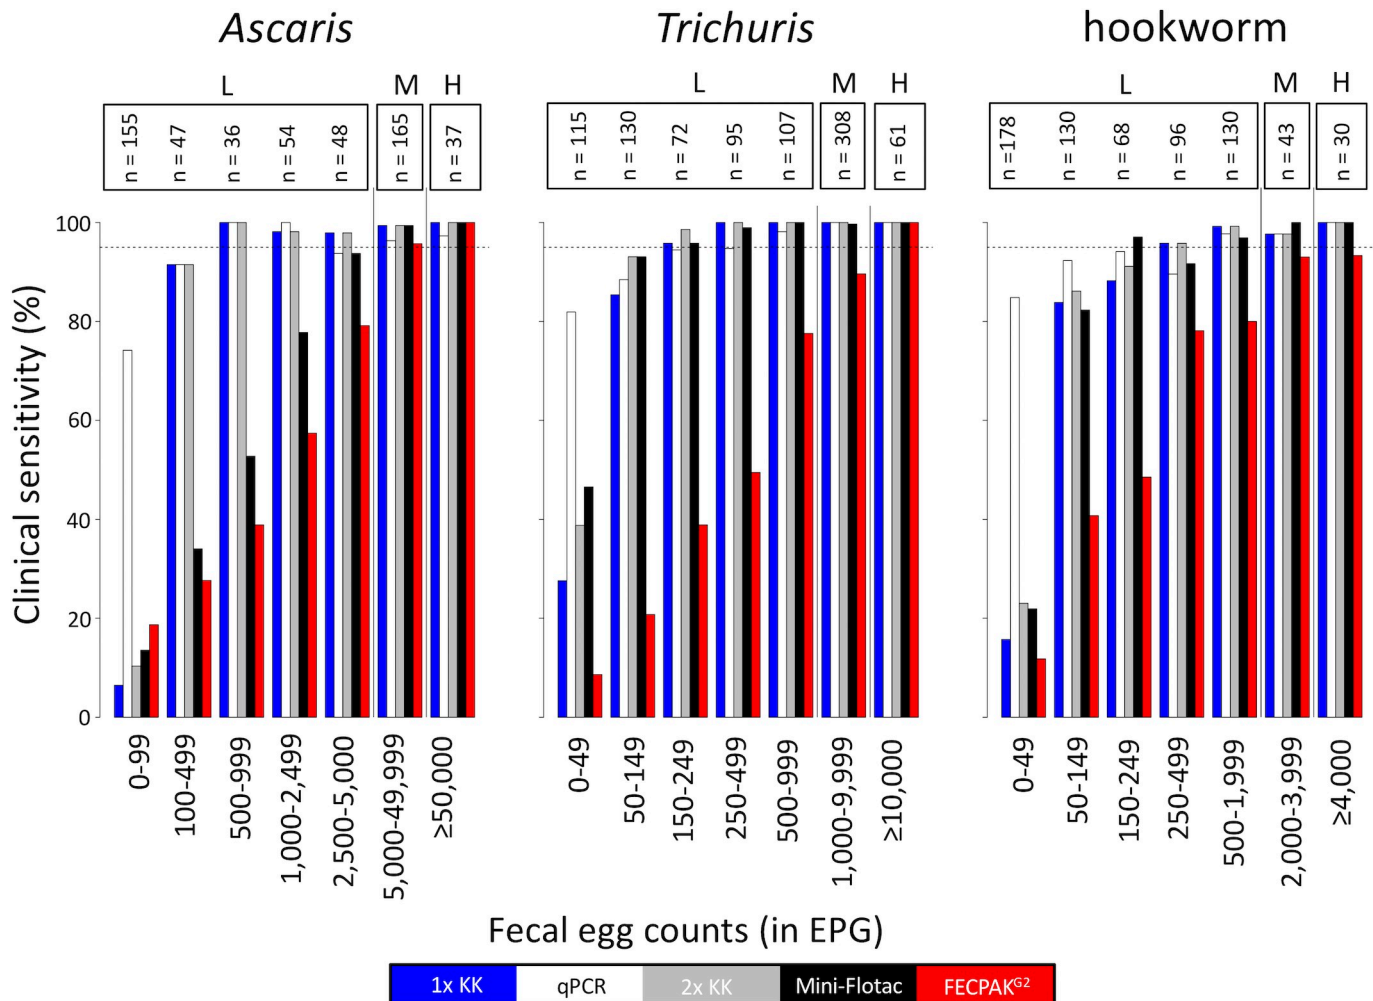 Ascaris Trichuris hookworm
L M H L M H L M H
n = 155 n = 47 n = 36 n = 54 n = 48 n = 165 n = 37 n = 115 n = 130 n = 72 n = 95 n = 107 n = 308 n = 61 n =178 n = 130 n = 68 n = 96 n = 130 n = 43 n = 30
100
80
60
40
20
0
Clinical sensitivity (%)
0-99 100-499 500-999 1,000-2,499 2,500-5,000 5,000-49,999 ≥50,000 0-49 50-149 150-249 250-499 500-999 1,000-9,999 ≥10,000 0-49 50-149 150-249 250-499 500-1,999 2,000-3,999 ≥4,000
Fecal egg counts (in EPG)
1x KK qPCR 2x KK Mini-Flotac FECPAKG2